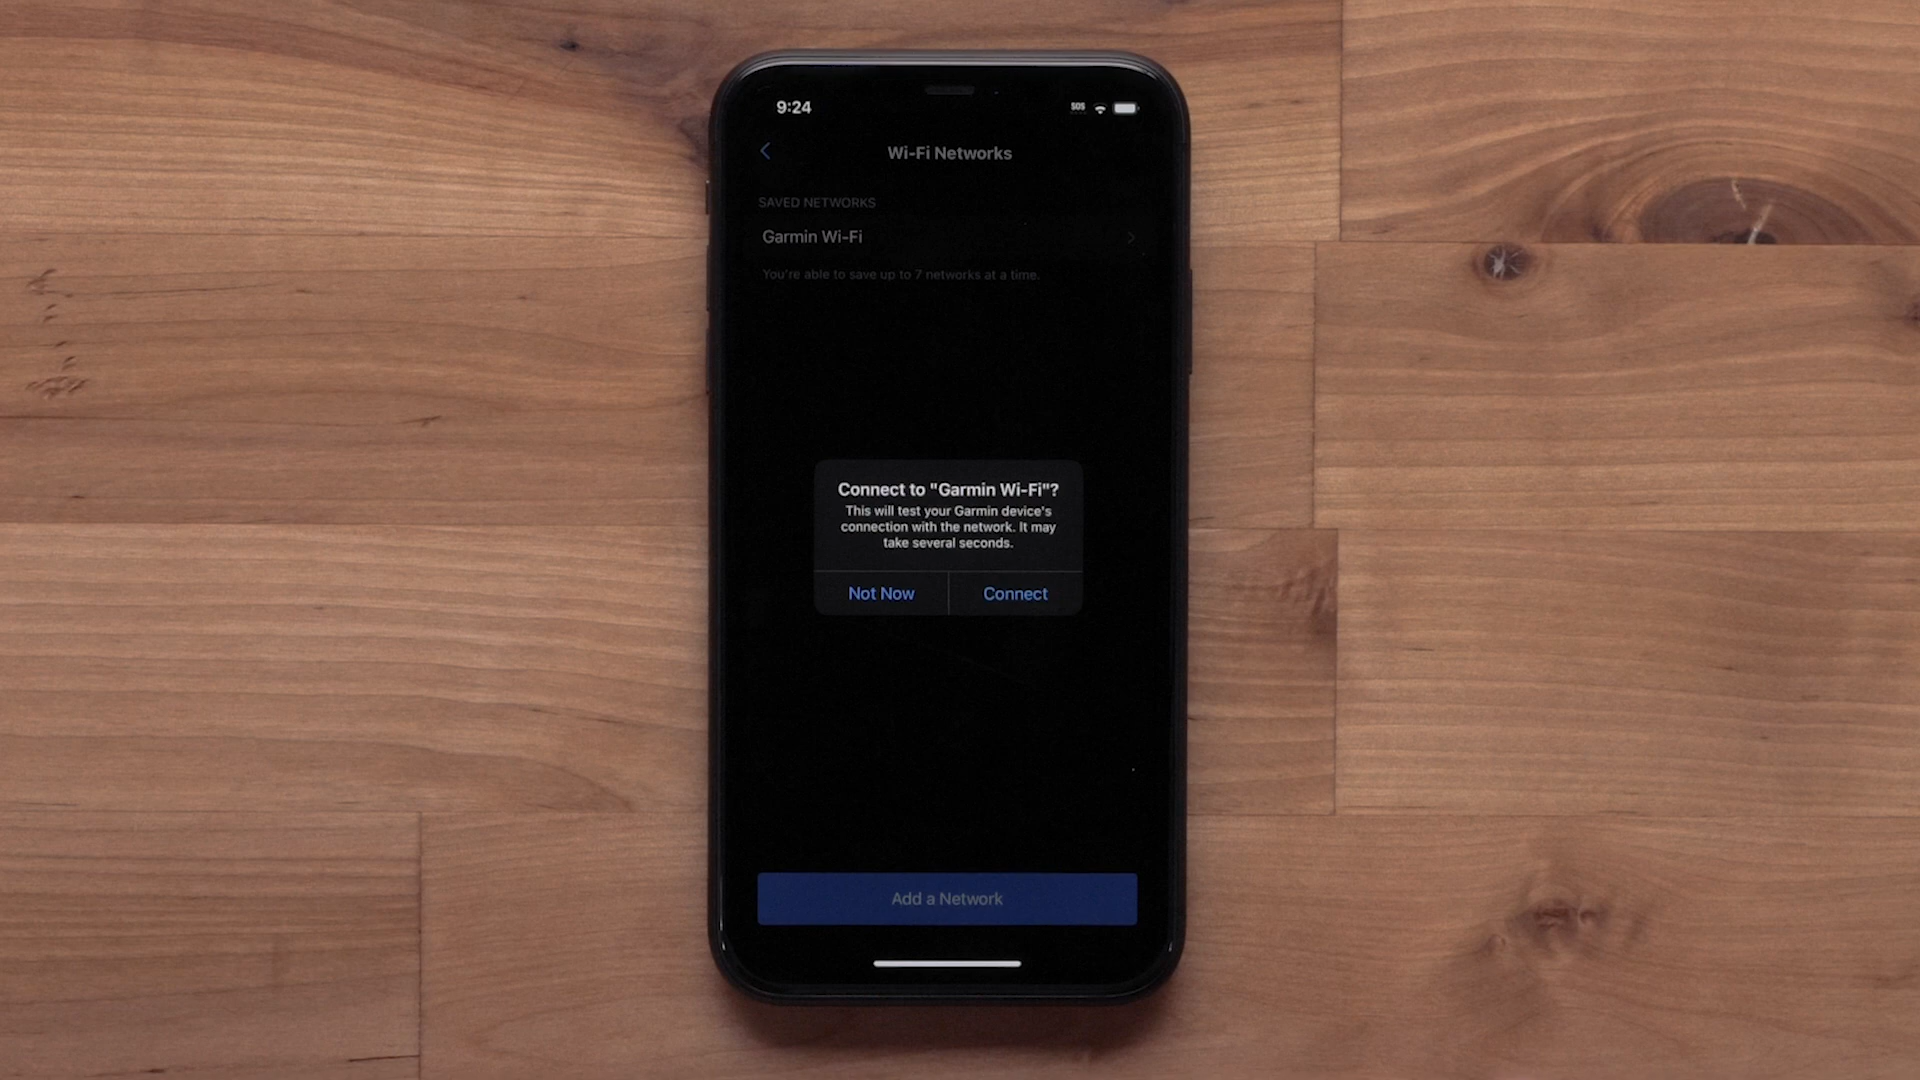 9:24
SOS
Wi-Fi Networks
SAVED NETWORKS
Garmin Wi-Fi
You're able to save up to 7 networks at a time.
Connect to "Garmin Wi-Fi"?
This will test your Garmin device's
connection with the network. It may
take several seconds.
Not Now
Connect
Add a Network